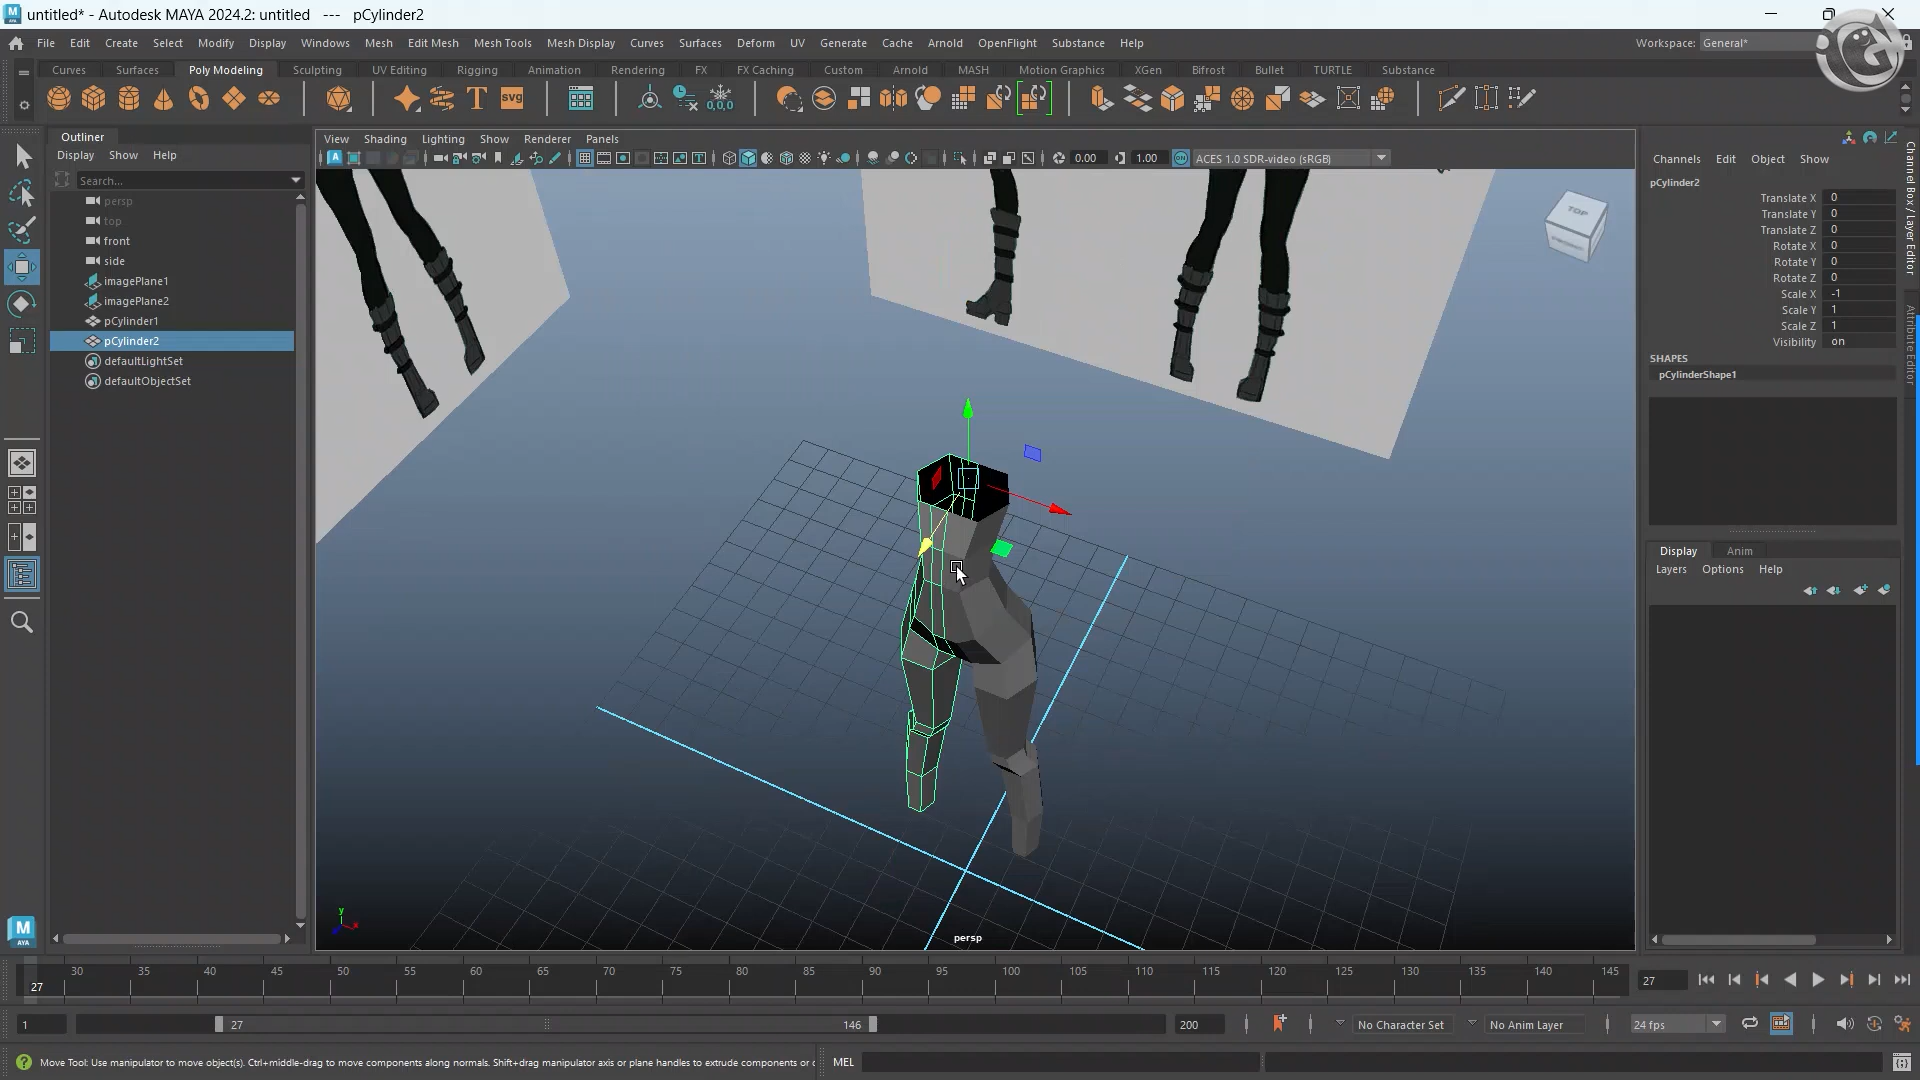 untitled* - Autodesk MAYA 2024.2: untitled --- pCylinder2
File Edit Create Select Modify Display Windows Mesh Edit Mesh Mesh Tools Mesh Display Curves Surfaces Deform UV Generate Cache Arnold OpenFlight Substance Help
Workspace: General*
Curves Surfaces Poly Modeling Sculpting UV Editing Rigging Animation Rendering FX FX Caching Custom Arnold MASH Motion Graphics XGen Bifrost Bullet TURTLE Substance
Outliner
Display Show Help
Search...
persp
top
front
side
imagePlane1
imagePlane2
pCylinder1
pCylinder2
defaultLightSet
defaultObjectSet
View Shading Lighting Show Renderer Panels
0.00 1.00 ACES 1.0 SDR-video (sRGB)
TOP
persp
Channels Edit Object Show
pCylinder2
Translate X 0
Translate Y 0
Translate Z 0
Rotate X 0
Rotate Y 0
Rotate Z 0
Scale X -1
Scale Y 1
Scale Z 1
Visibility on
SHAPES
pCylinderShape1
Display Anim
Layers Options Help
Channel Box / Layer Editor
Attribute Editor
30 35 40 45 50 55 60 65 70 75 80 85 90 95 100 105 110 115 120 125 130 135 140 145
27
27
1 27 146 200 No Character Set No Anim Layer 24 fps
Move Tool: Use manipulator to move object(s). Ctrl+middle-drag to move components along normals. Shift+drag manipulator axis or plane handles to extrude components or
MEL